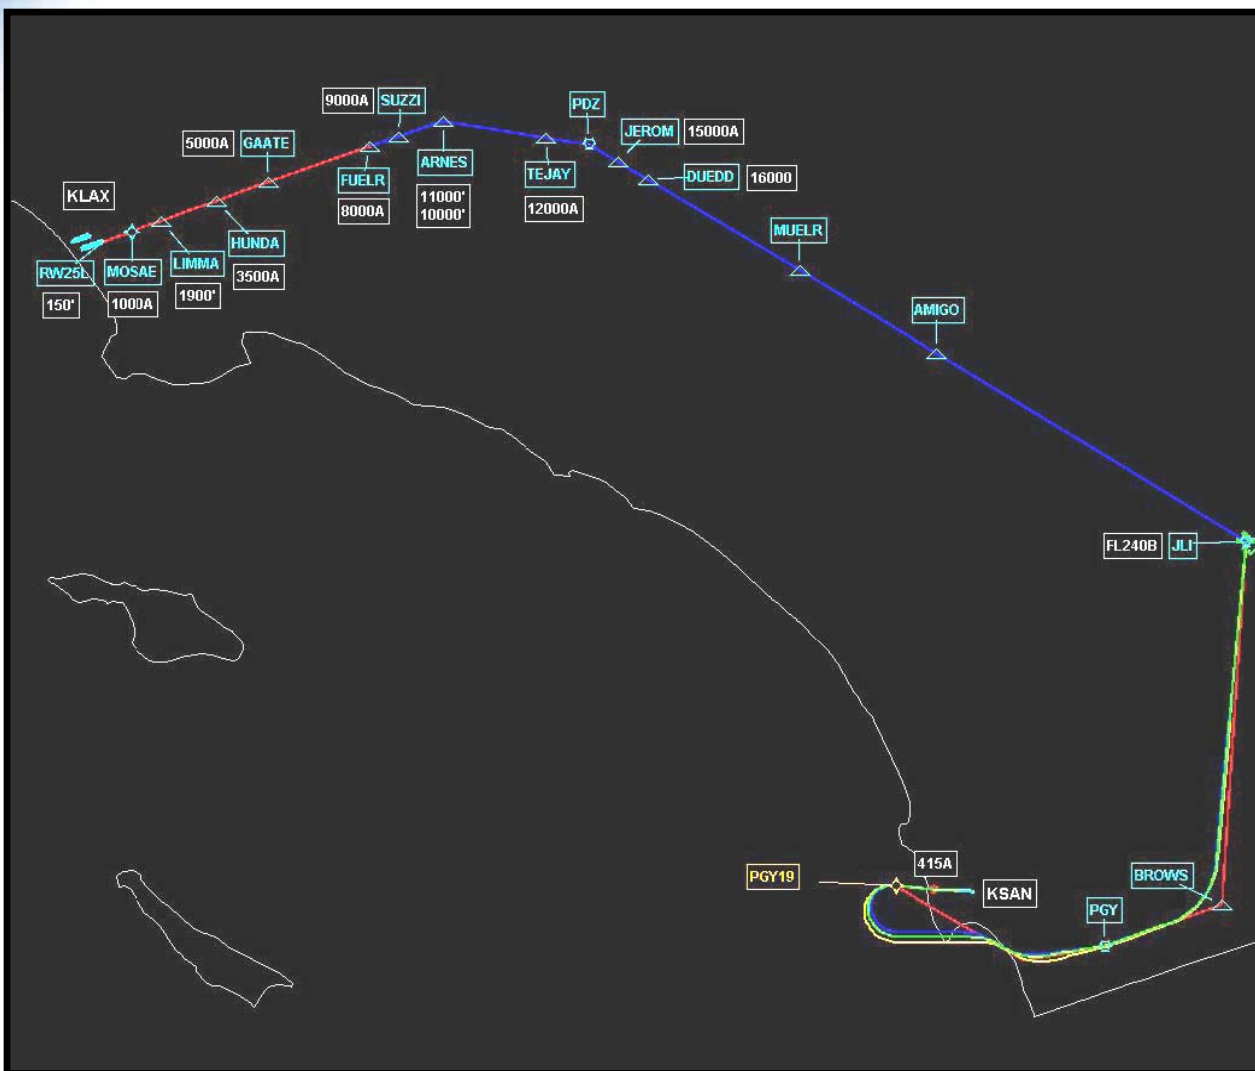 9000A SUZZI
PDZ
JEROM 15000A
5000A GAATE
ARNES
TEJAY
DUEDD 16000
FUELR
11000'
10000'
12000A
8000A
KLAX
MUELR
HUNDA
LIMMA
MOSAE
RW25L
3500A
1900'
1000A
150'
AMIGO
FL240B JLI
415A
PGY19
KSAN
BROWS
PGY